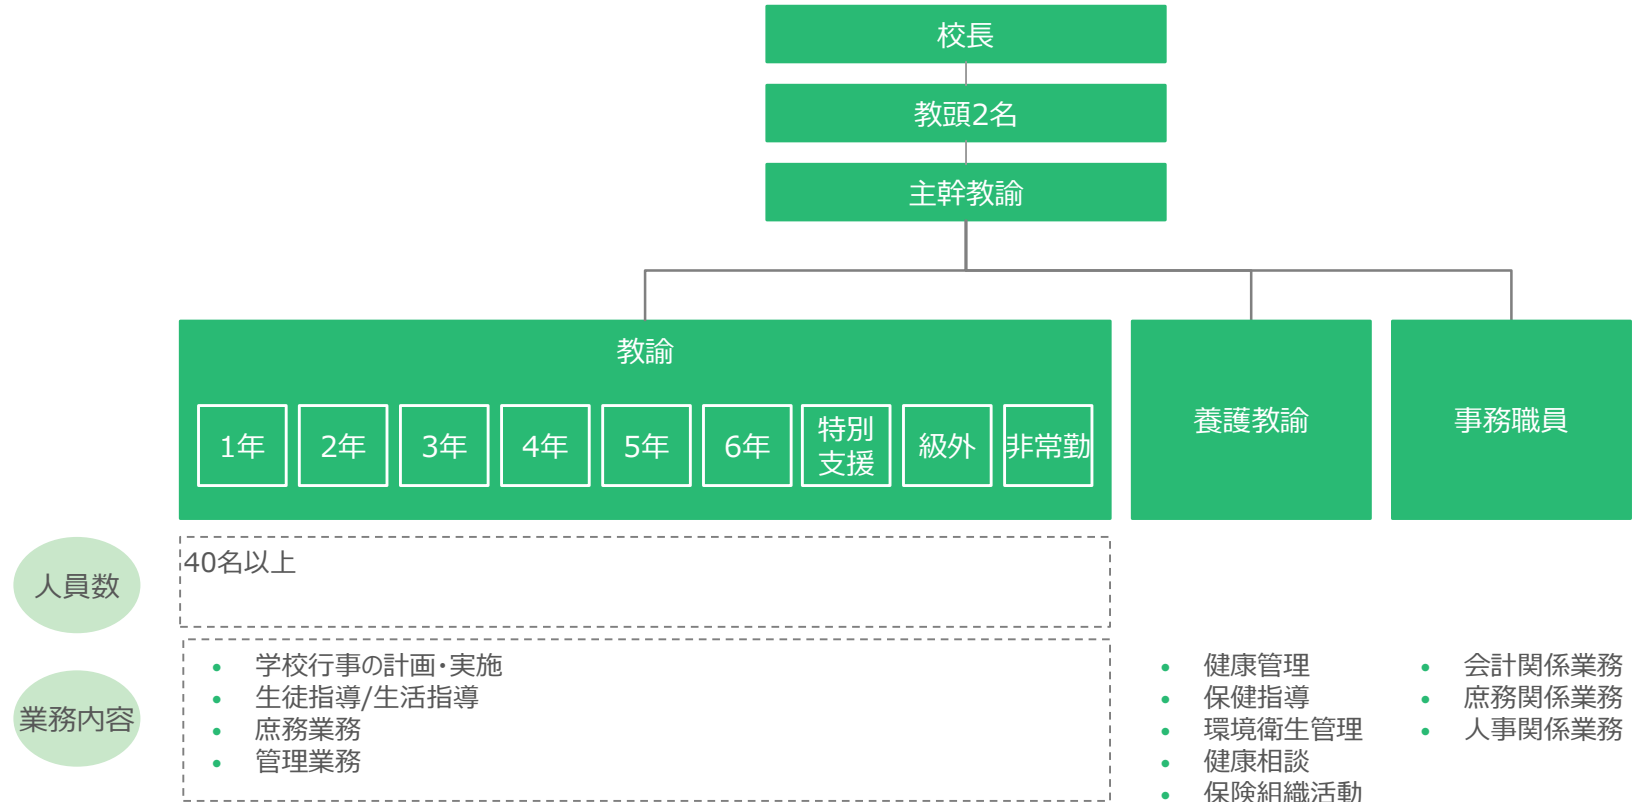 校長
教頭2名
主幹教諭
教諭
1年
2年
3年
4年
5年
6年
特別
支援
級外
非常勤
養護教諭
事務職員
人員数
40名以上
業務内容
• 学校行事の計画・実施
• 生徒指導/生活指導
• 庶務業務
• 管理業務
• 健康管理
• 保健指導
• 環境衛生管理
• 健康相談
• 保険組織活動
• 会計関係業務
• 庶務関係業務
• 人事関係業務